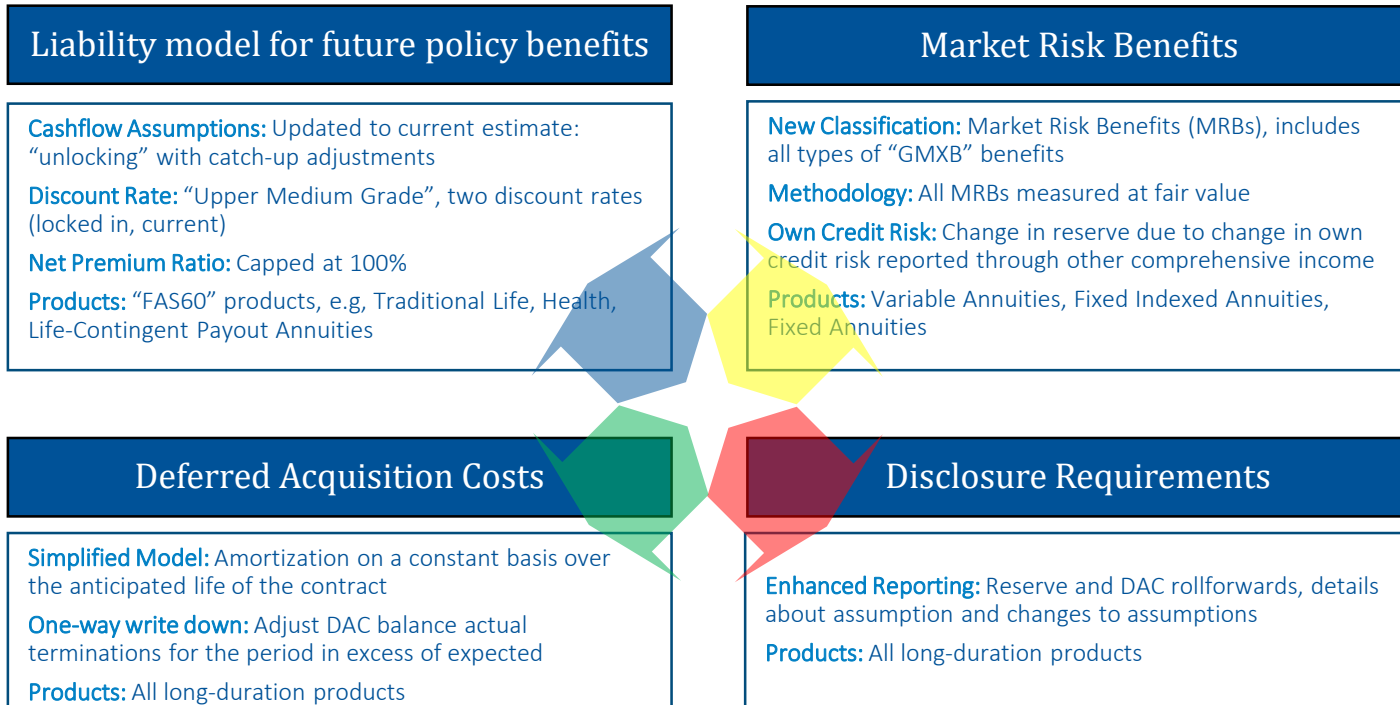 Liability model for future policy benefits
Cashflow Assumptions: Updated to current estimate:
“unlocking” with catch-up adjustments
Discount Rate: “Upper Medium Grade”, two discount rates
(locked in, current)
Net Premium Ratio: Capped at 100%
Products: “FAS60” products, e.g, Traditional Life, Health,
Life-Contingent Payout Annuities
Market Risk Benefits
New Classification: Market Risk Benefits (MRBs), includes
all types of “GMXB” benefits
Methodology: All MRBs measured at fair value
Own Credit Risk: Change in reserve due to change in own
credit risk reported through other comprehensive income
Products: Variable Annuities, Fixed Indexed Annuities,
Fixed Annuities
Deferred Acquisition Costs
Simplified Model: Amortization on a constant basis over
the anticipated life of the contract
One-way write down: Adjust DAC balance actual
terminations for the period in excess of expected
Products: All long-duration products
Disclosure Requirements
Enhanced Reporting: Reserve and DAC rollforwards, details
about assumption and changes to assumptions
Products: All long-duration products